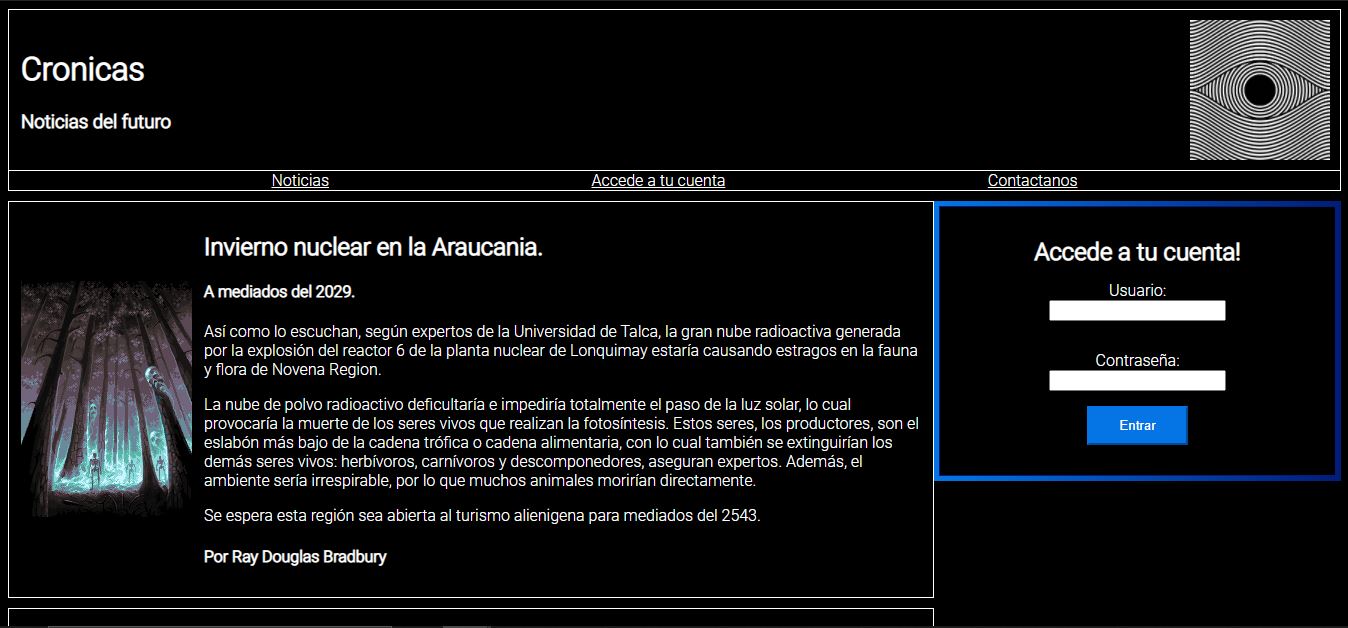 Cronicas
Noticias del futuro
Noticias
Accede a tu cuenta
Contactanos
Invierno nuclear en la Araucania.
A mediados del 2029.
Así como lo escuchan, según expertos de la Universidad de Talca, la gran nube radioactiva generada
por la explosión del reactor 6 de la planta nuclear de Lonquimay estaría causando estragos en la fauna
y flora de Novena Region.
La nube de polvo radioactivo deficultaría e impediría totalmente el paso de la luz solar, lo cual
provocaría la muerte de los seres vivos que realizan la fotosíntesis. Estos seres, los productores, son el
eslabón más bajo de la cadena trófica o cadena alimentaria, con lo cual también se extinguirían los
demás seres vivos: herbívoros, carnívoros y descomponedores, aseguran expertos. Además, el
ambiente sería irrespirable, por lo que muchos animales morirían directamente.
Se espera esta región sea abierta al turismo alienigena para mediados del 2543.
Por Ray Douglas Bradbury
Accede a tu cuenta!
Usuario:
Contraseña:
Entrar